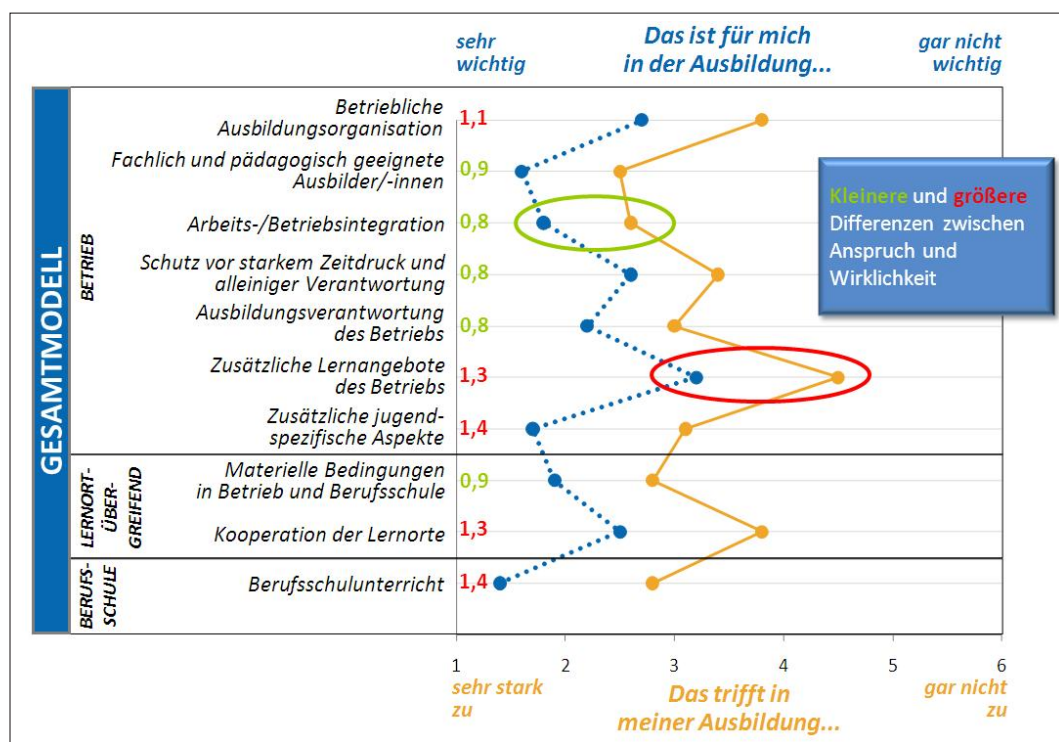 sehr
wichtig
Das ist für mich
in der Ausbildung...
gar nicht
wichtig
GESAMTMODELL
BETRIEB
Betriebliche
Ausbildungsorganisation
1,1
Fachlich und pädagogisch geeignete
Ausbilder/-innen
0,9
Arbeits-/Betriebsintegration
0,8
Schutz vor starkem Zeitdruck und
alleiniger Verantwortung
0,8
Ausbildungsverantwortung
des Betriebs
0,8
Zusätzliche Lernangebote
des Betriebs
1,3
Zusätzliche jugend-
spezifische Aspekte
1,4
LERNORT-
ÜBER-
GREIFEND
Materielle Bedingungen
in Betrieb und Berufsschule
0,9
Kooperation der Lernorte
1,3
BERUFS-
SCHULE
Berufsschulunterricht
1,4
Kleinere und größere
Differenzen zwischen
Anspruch und
Wirklichkeit
1 2 3 4 5 6
sehr stark
zu
Das trifft in
meiner Ausbildung...
gar nicht
zu